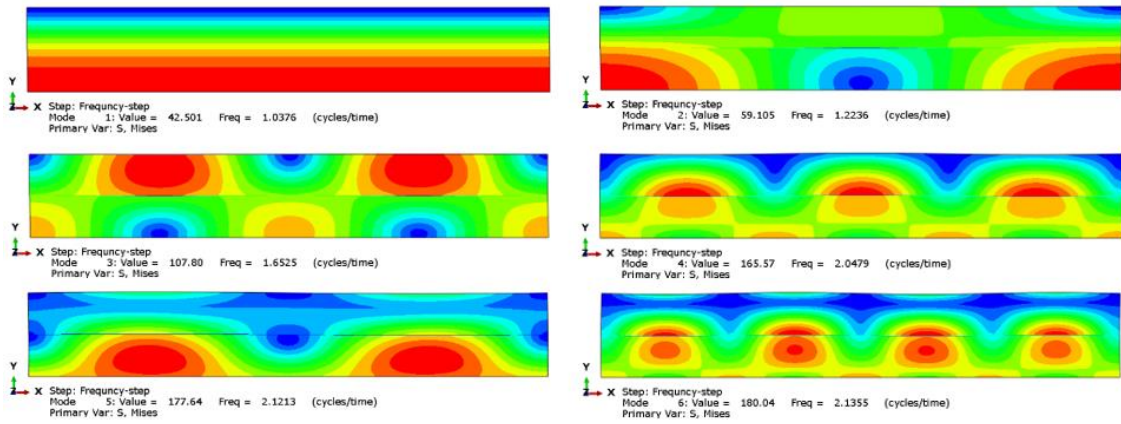 Y
Z X Step: Frequncy-step
Mode 1: Value = 42.501 Freq = 1.0376 (cycles/time)
Primary Var: S, Mises
Y
Z X Step: Frequncy-step
Mode 2: Value = 59.105 Freq = 1.2236 (cycles/time)
Primary Var: S, Mises
Y
Z X Step: Frequncy-step
Mode 3: Value = 107.80 Freq = 1.6525 (cycles/time)
Primary Var: S, Mises
Y
Z X Step: Frequncy-step
Mode 4: Value = 165.57 Freq = 2.0479 (cycles/time)
Primary Var: S, Mises
Y
Z X Step: Frequncy-step
Mode 5: Value = 177.64 Freq = 2.1213 (cycles/time)
Primary Var: S, Mises
Y
Z X Step: Frequncy-step
Mode 6: Value = 180.04 Freq = 2.1355 (cycles/time)
Primary Var: S, Mises